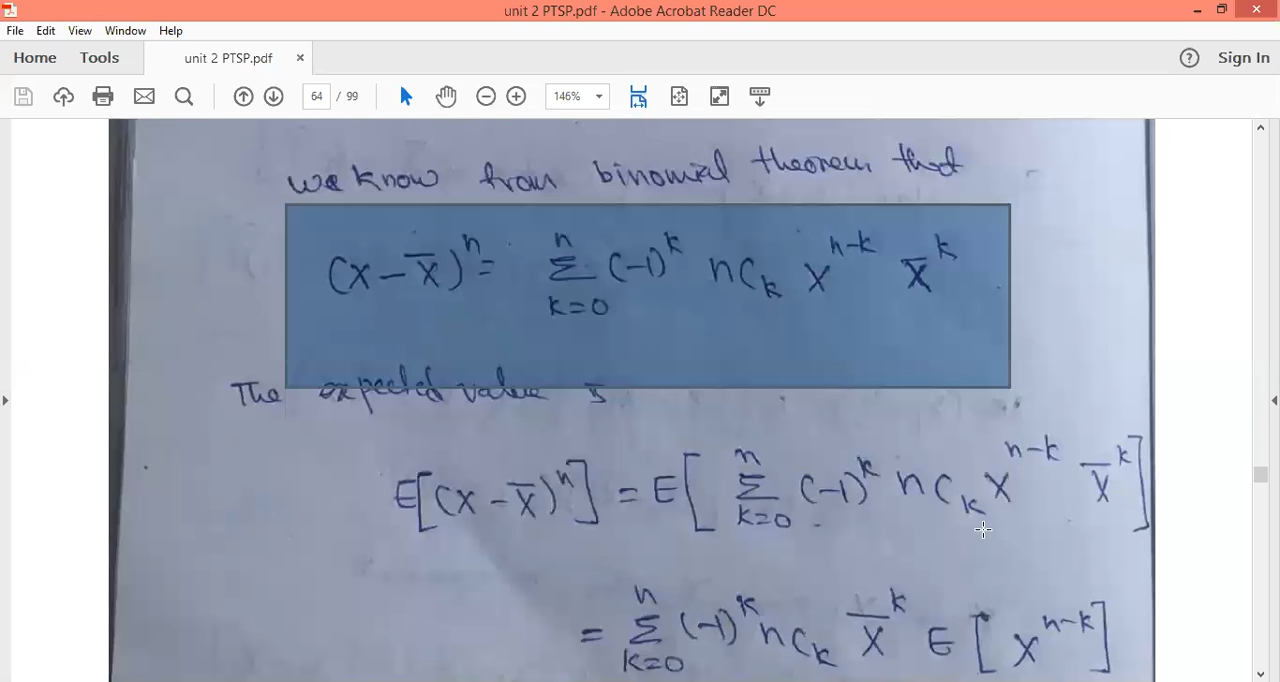 unit 2 PTSP.pdf - Adobe Acrobat Reader DC
File Edit View Window Help
Home Tools unit 2 PTSP.pdf × Sign In
64 / 99 146%
we know from binomial theorem that
(X - X̅)ⁿ = Σ_{k=0}^{n} (-1)^k nC_k X^{n-k} X̅^k
The expected value is
E[(X - X̅)ⁿ] = E[ Σ_{k=0}^{n} (-1)^k nC_k X^{n-k} X̅^k ]
= Σ_{k=0}^{n} (-1)^k nC_k X̅^k E[ X^{n-k} ]